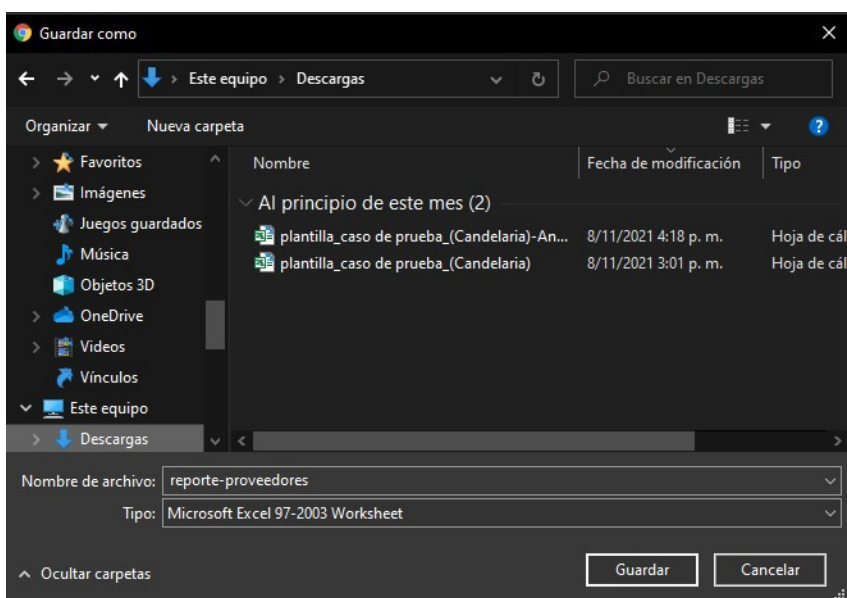 Guardar como
Este equipo > Descargas
Buscar en Descargas
Organizar
Nueva carpeta
Favoritos
Imágenes
Juegos guardados
Música
Objetos 3D
OneDrive
Videos
Vínculos
Este equipo
Descargas
Nombre
Fecha de modificación
Tipo
Al principio de este mes (2)
plantilla_caso de prueba_(Candelaria)-An... 8/11/2021 4:18 p. m. Hoja de cál
plantilla_caso de prueba_(Candelaria) 8/11/2021 3:01 p. m. Hoja de cál
Nombre de archivo: reporte-proveedores
Tipo: Microsoft Excel 97-2003 Worksheet
Ocultar carpetas
Guardar
Cancelar